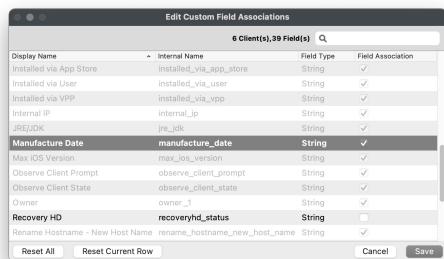 Edit Custom Field Associations
6 Client(s),39 Field(s)
Display Name Internal Name Field Type Field Association
Installed via App Store installed_via_app_store String
Installed via User installed_via_user String
Installed via VPP installed_via_vpp String
Internal IP internal_ip String
JRE/JDK jre_jdk String
Manufacture Date manufacture_date String
Max iOS Version max_ios_version String
Observe Client Prompt observe_client_prompt String
Observe Client State observe_client_state String
Owner owner_1 String
Recovery HD recoveryhd_status String
Rename Hostname - New Host Name rename_hostname_new_host_name String
Reset All Reset Current Row Cancel Save